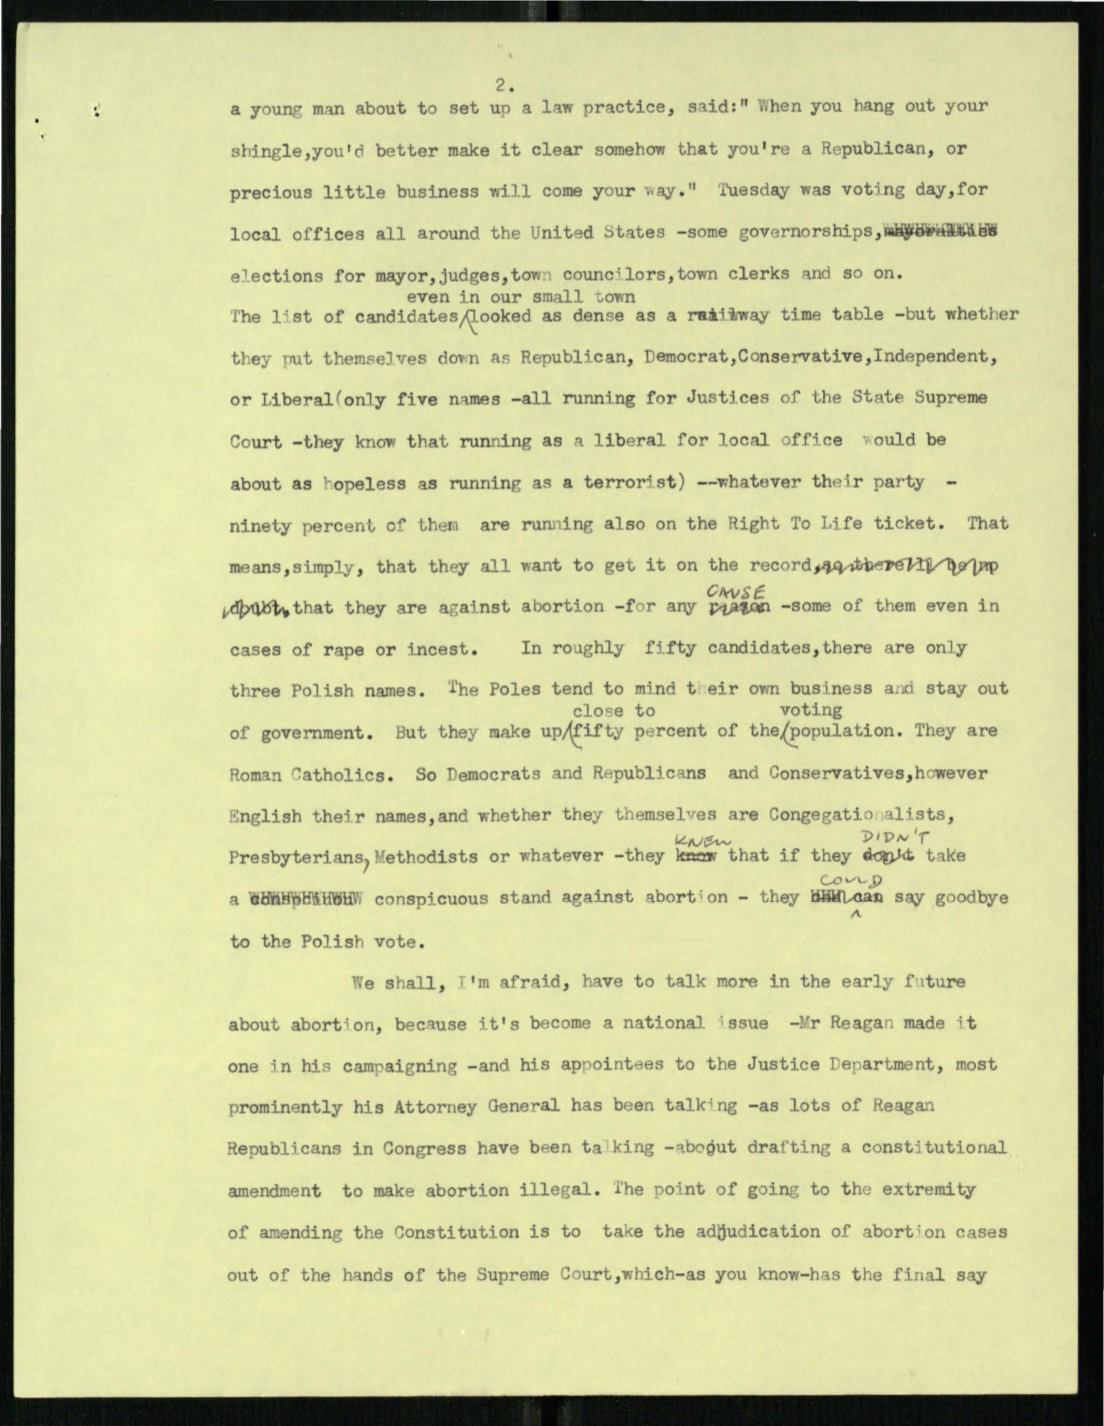 2.
a young man about to set up a law practice, said:" When you hang out your
shingle,you'd better make it clear somehow that you're a Republican, or
precious little business will come your way."  Tuesday was voting day,for
local offices all around the United States -some governorships,mayoralties
elections for mayor,judges,town councilors,town clerks and so on.
even in our small town
The list of candidates/looked as dense as a railway time table -but whether
they put themselves down as Republican, Democrat,Conservative,Independent,
or Liberal(only five names -all running for Justices of the State Supreme
Court -they know that running as a liberal for local office would be
about as hopeless as running as a terrorist) --whatever their party -
ninety percent of them are running also on the Right To Life ticket. That
means,simply, that they all want to get it on the record,so there'll be no
doubt, that they are against abortion -for any reason -some of them even in
CAUSE
cases of rape or incest.   In roughly fifty candidates,there are only
three Polish names. The Poles tend to mind their own business and stay out
close to voting
of government. But they make up/fifty percent of the/population. They are
Roman Catholics. So Democrats and Republicans and Conservatives,however
English their names,and whether they themselves are Congegationalists,
KNEW DIDN'T
Presbyterians, Methodists or whatever -they know that if they don't take
COULD
a conspicuous stand against abortion - they can say goodbye
to the Polish vote.
We shall, I'm afraid, have to talk more in the early future
about abortion, because it's become a national issue -Mr Reagan made it
one in his campaigning -and his appointees to the Justice Department, most
prominently his Attorney General has been talking -as lots of Reagan
Republicans in Congress have been talking -about drafting a constitutional
amendment to make abortion illegal. The point of going to the extremity
of amending the Constitution is to take the adjudication of abortion cases
out of the hands of the Supreme Court,which-as you know-has the final say